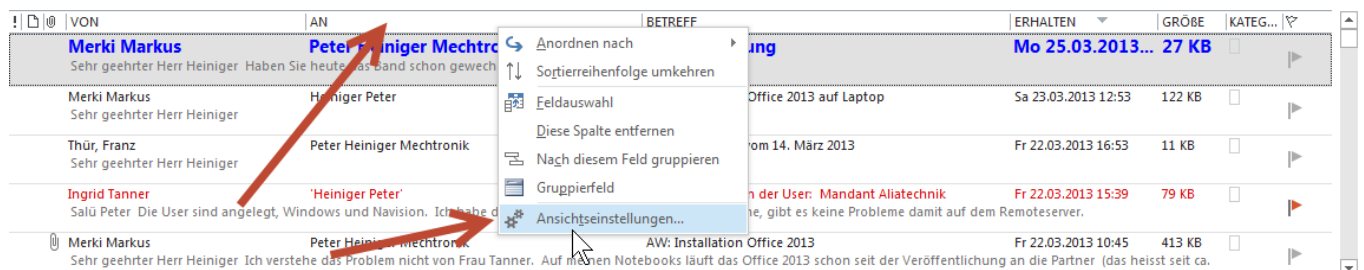 ! VON AN BETREFF ERHALTEN GRÖßE KATEG...
Merki Markus Peter Heiniger Mechtro ung Mo 25.03.2013... 27 KB
Sehr geehrter Herr Heiniger Haben Sie heute das Band schon gewech
Anordnen nach
Sortierreihenfolge umkehren
Merki Markus Heiniger Peter Office 2013 auf Laptop Sa 23.03.2013 12:53 122 KB
Sehr geehrter Herr Heiniger
Feldauswahl
Diese Spalte entfernen
Thür, Franz Peter Heiniger Mechtronik vom 14. März 2013 Fr 22.03.2013 16:53 11 KB
Sehr geehrter Herr Heiniger
Nach diesem Feld gruppieren
Gruppierfeld
Ingrid Tanner 'Heiniger Peter' n der User: Mandant Aliatechnik Fr 22.03.2013 15:39 79 KB
Salü Peter Die User sind angelegt, Windows und Navision. Ich habe d ne, gibt es keine Probleme damit auf dem Remoteserver.
Ansichtseinstellungen...
Merki Markus Peter Heiniger Mechtronik AW: Installation Office 2013 Fr 22.03.2013 10:45 413 KB
Sehr geehrter Herr Heiniger Ich verstehe das Problem nicht von Frau Tanner. Auf meinen Notebooks läuft das Office 2013 schon seit der Veröffentlichung an die Partner (das heisst seit ca.